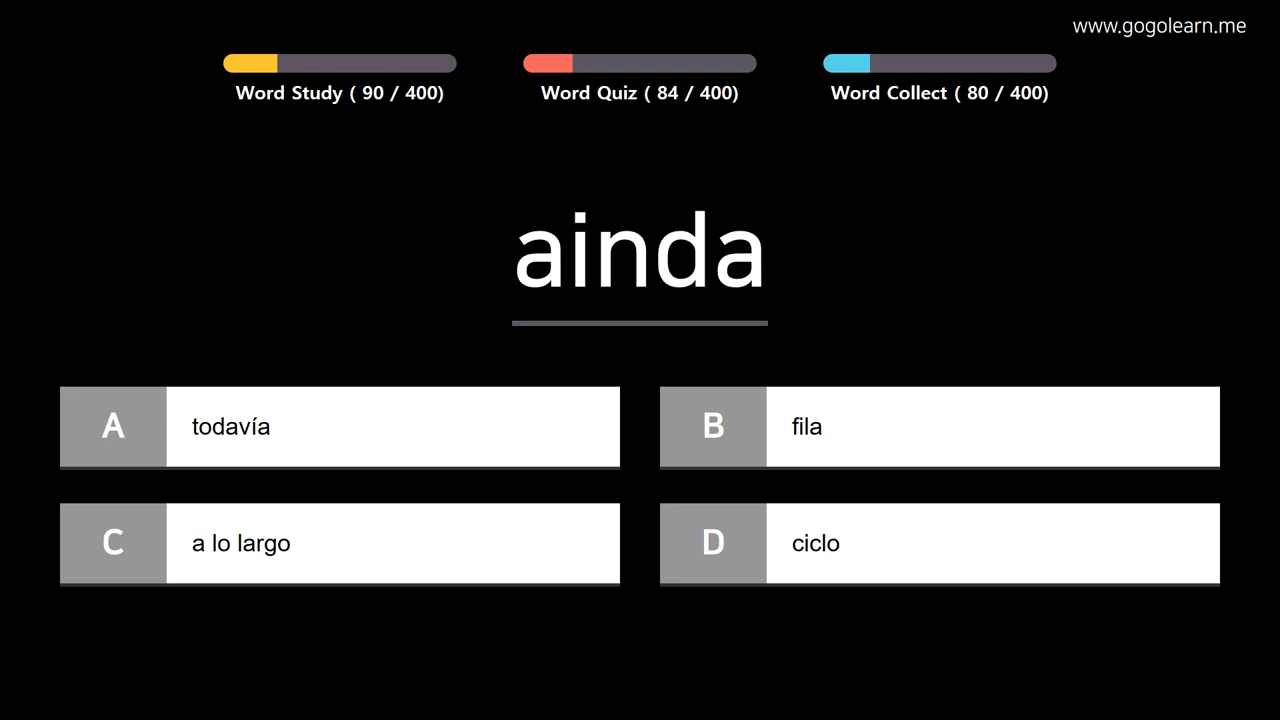 www.gogolearn.me
Word Study ( 90 / 400)
Word Quiz ( 84 / 400)
Word Collect ( 80 / 400)
ainda
A todavía
B fila
C a lo largo
D ciclo